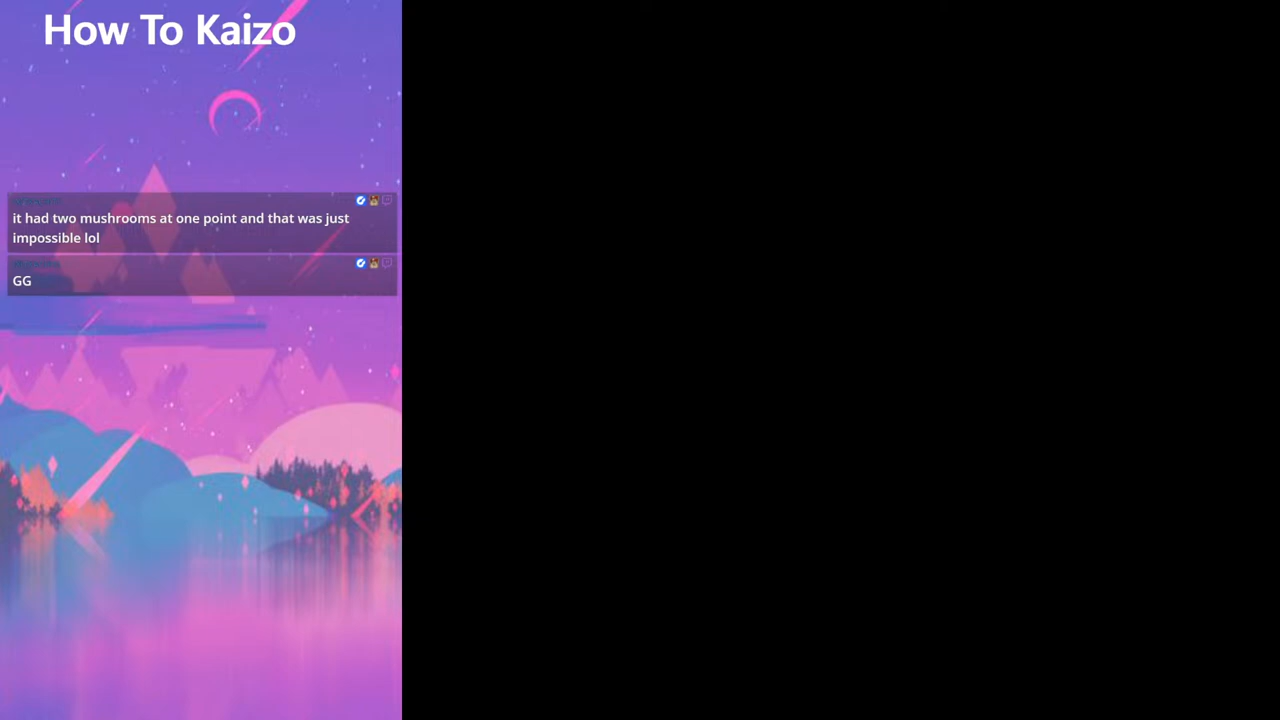 How To Kaizo
it had two mushrooms at one point and that was just
impossible lol
GG